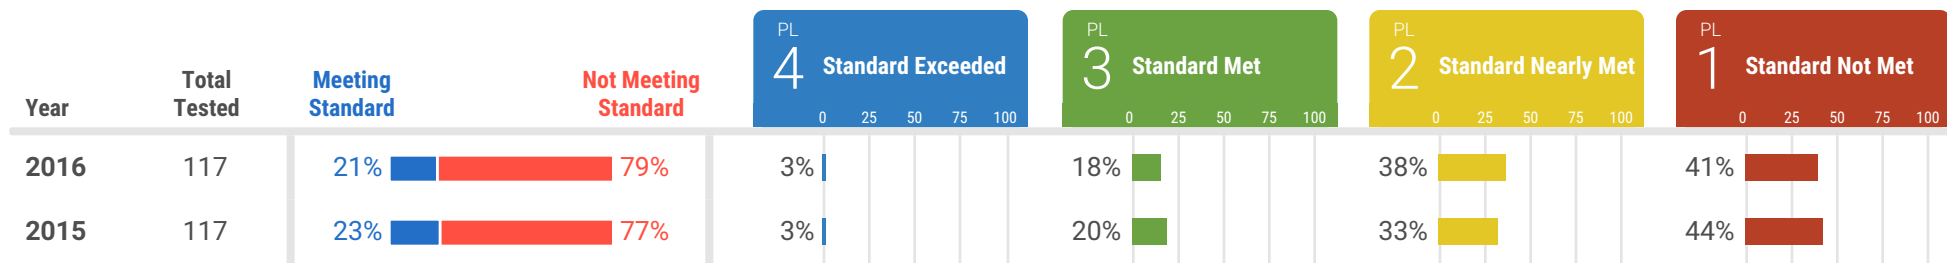 Year
Total
Tested
Meeting
Standard
Not Meeting
Standard
PL
4 Standard Exceeded
0 25 50 75 100
PL
3 Standard Met
0 25 50 75 100
PL
2 Standard Nearly Met
0 25 50 75 100
PL
1 Standard Not Met
0 25 50 75 100
2016 117 21% 79% 3% 18% 38% 41%
2015 117 23% 77% 3% 20% 33% 44%